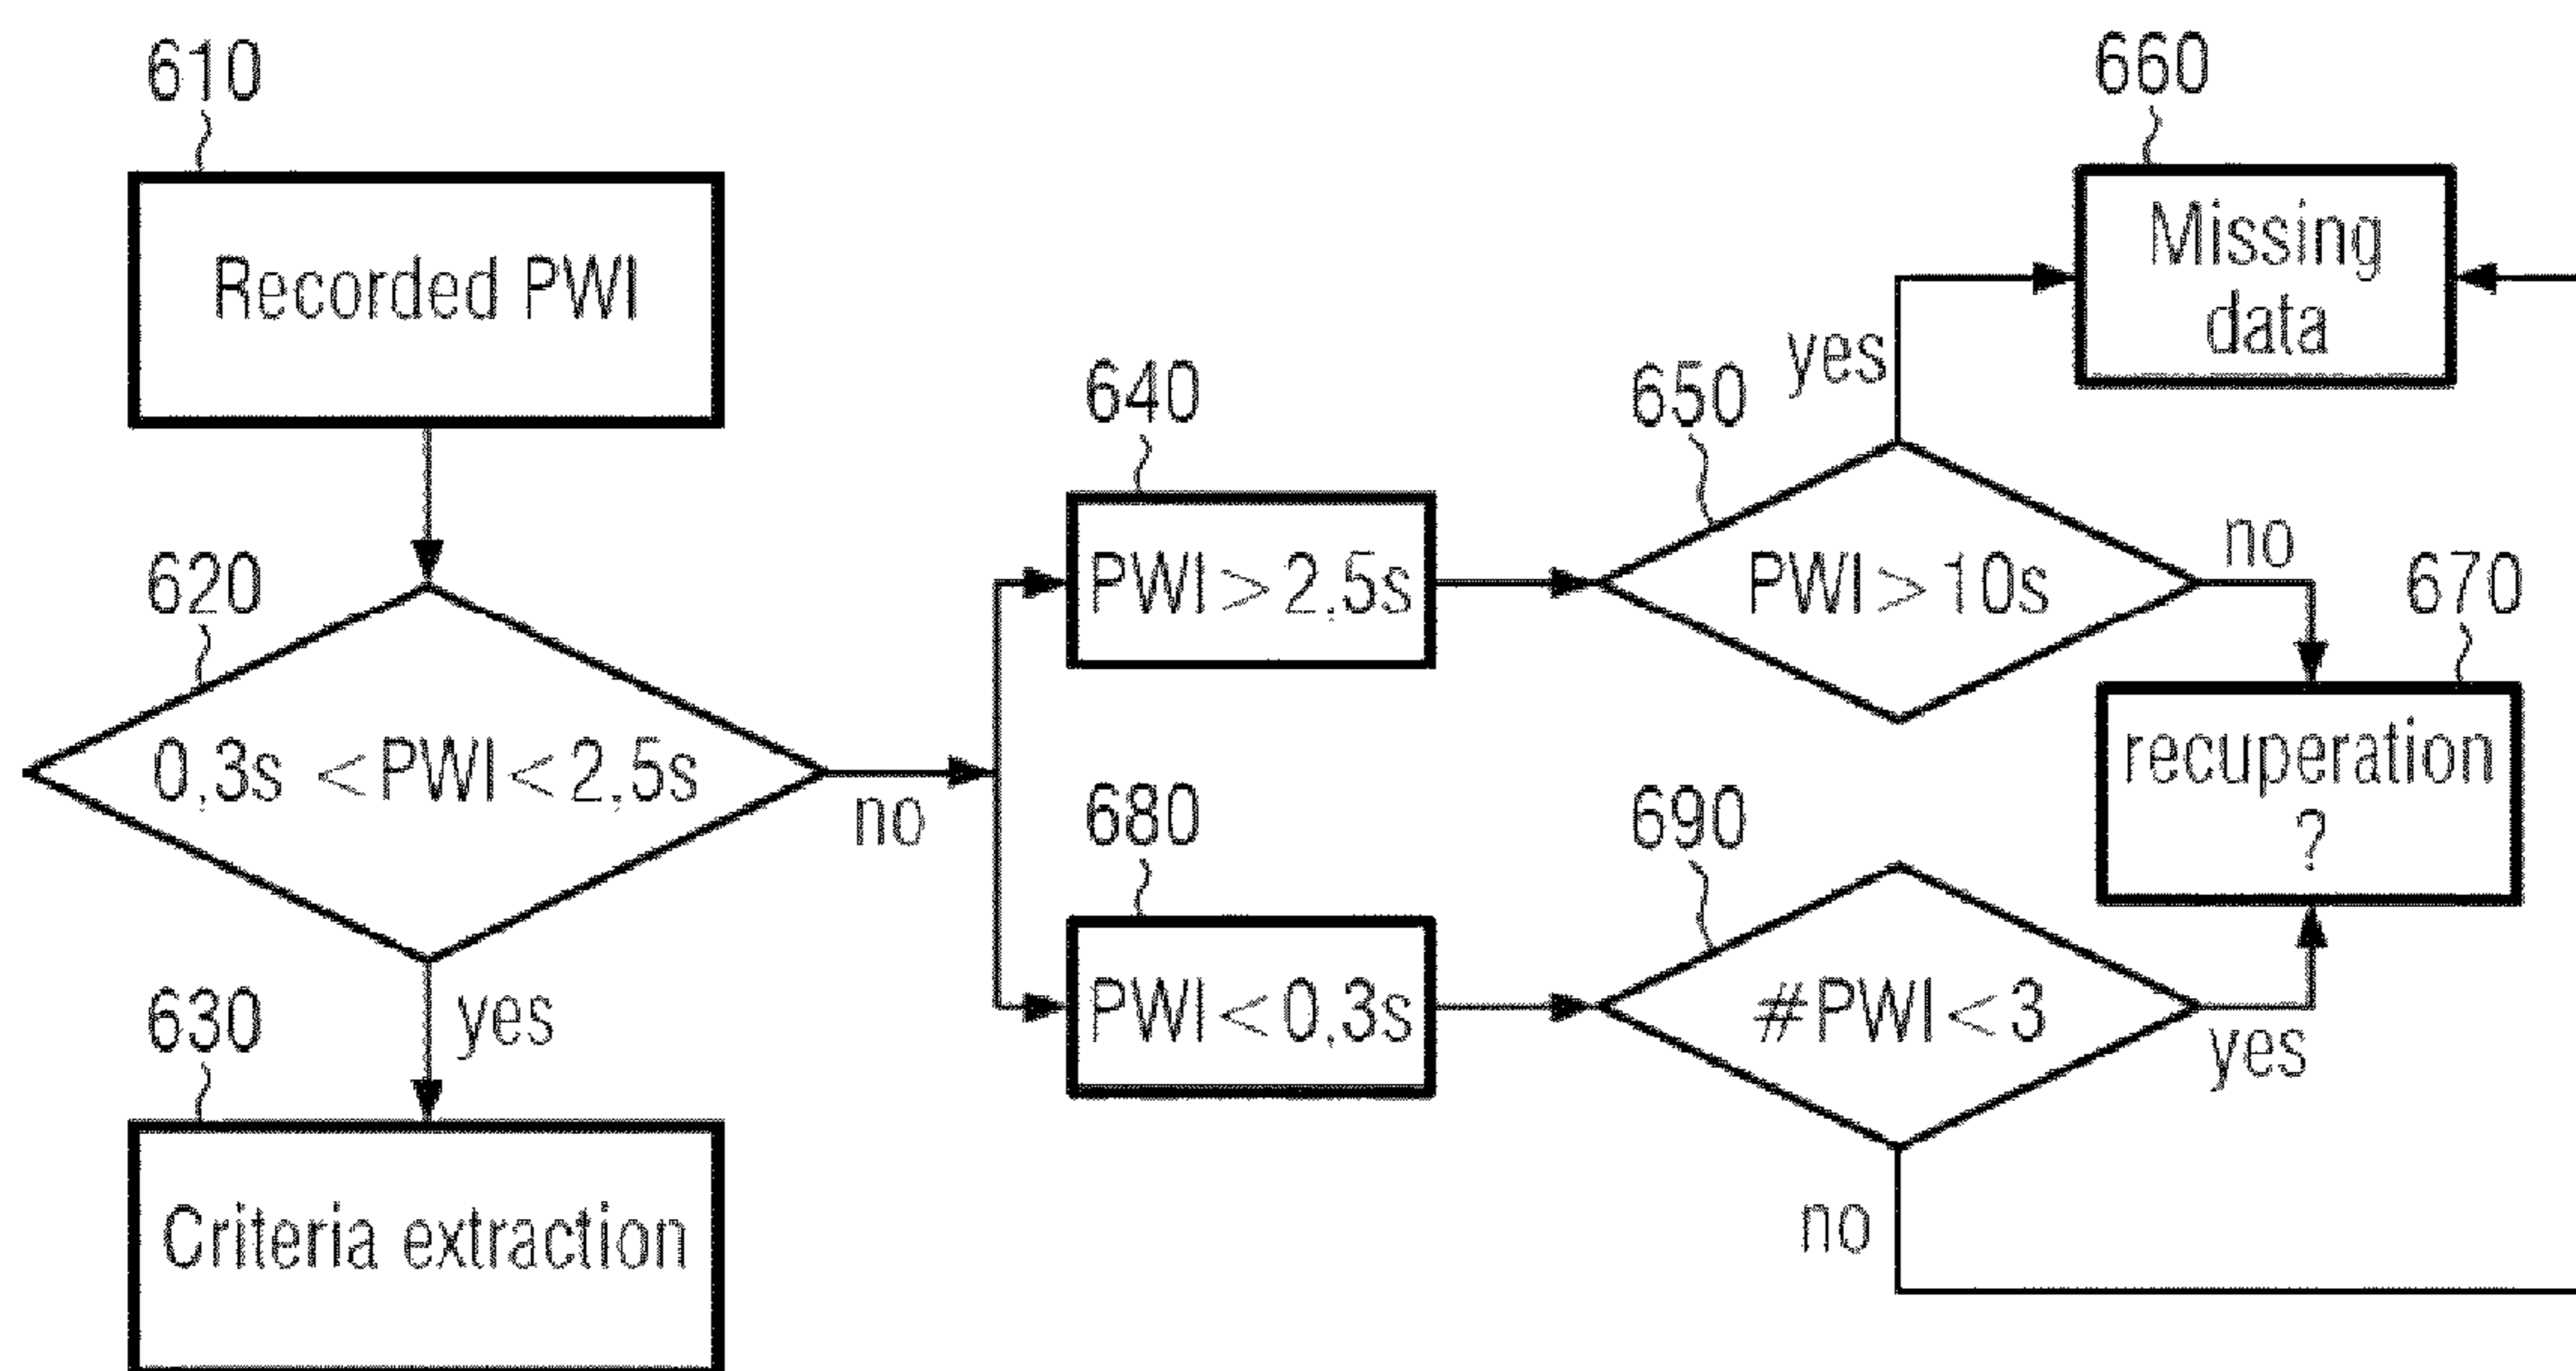 610
Recorded PWI
620
0,3s < PWI < 2,5s
no
yes
630
Criteria extraction
640
PWI > 2,5s
650
PWI > 10s
yes
no
660
Missing
data
670
recuperation
?
680
PWI < 0,3s
690
#PWI < 3
yes
no